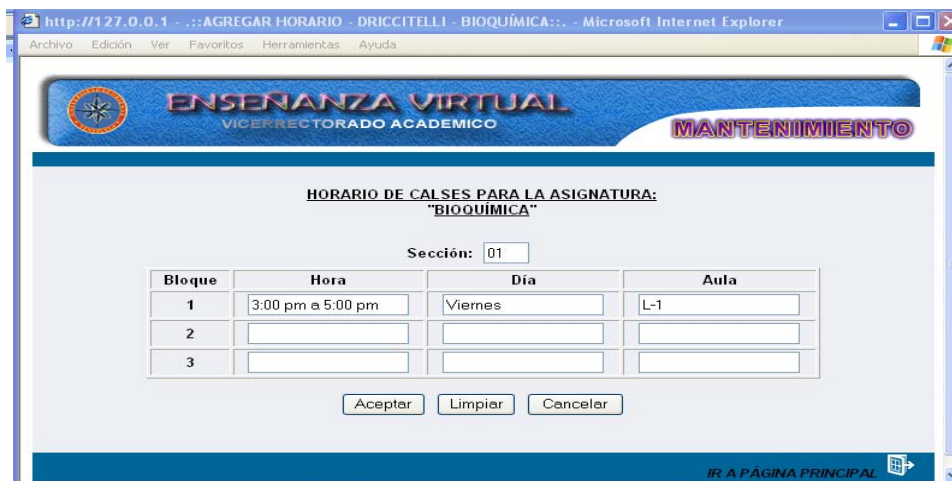 http://127.0.0.1 - .::AGREGAR HORARIO - DRICCITELLI - BIOQUÍMICA::. - Microsoft Internet Explorer
Archivo Edición Ver Favoritos Herramientas Ayuda
ENSEÑANZA VIRTUAL
VICERRECTORADO ACADEMICO
MANTENIMIENTO
HORARIO DE CALSES PARA LA ASIGNATURA:
"BIOQUÍMICA"
Sección: 01
Bloque Hora Día Aula
1 3:00 pm a 5:00 pm Viernes L-1
2
3
Aceptar Limpiar Cancelar
IR A PÁGINA PRINCIPAL